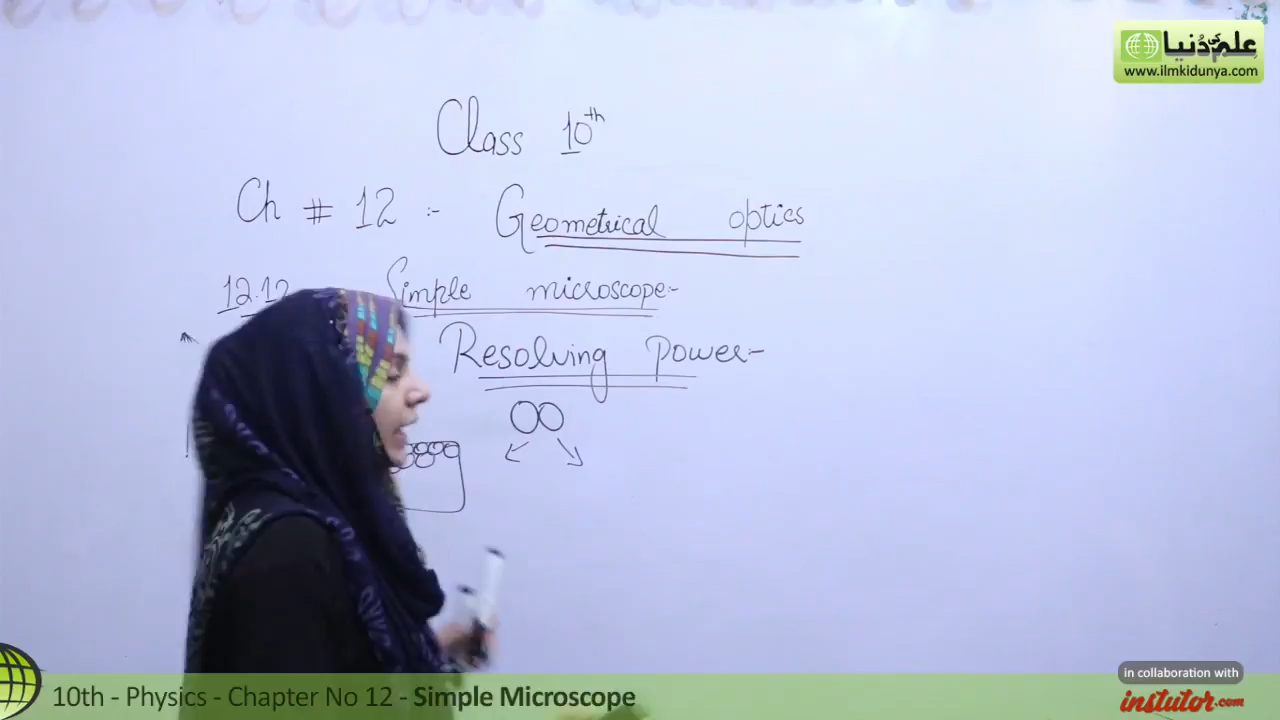 علم کی دُنیا
www.ilmkidunya.com
Class 10th
Ch # 12 :- Geometrical optics
12.12 Simple microscope:-
Resolving power:-
in collaboration with
instutor.com
10th - Physics - Chapter No 12 - Simple Microscope